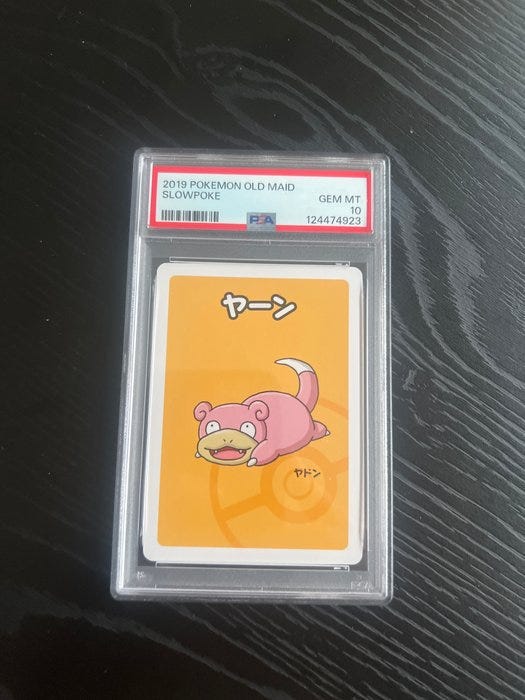 2019 POKEMON OLD MAID
SLOWPOKE
GEM MT
10
PSA
124474923
ヤーン
ヤドン